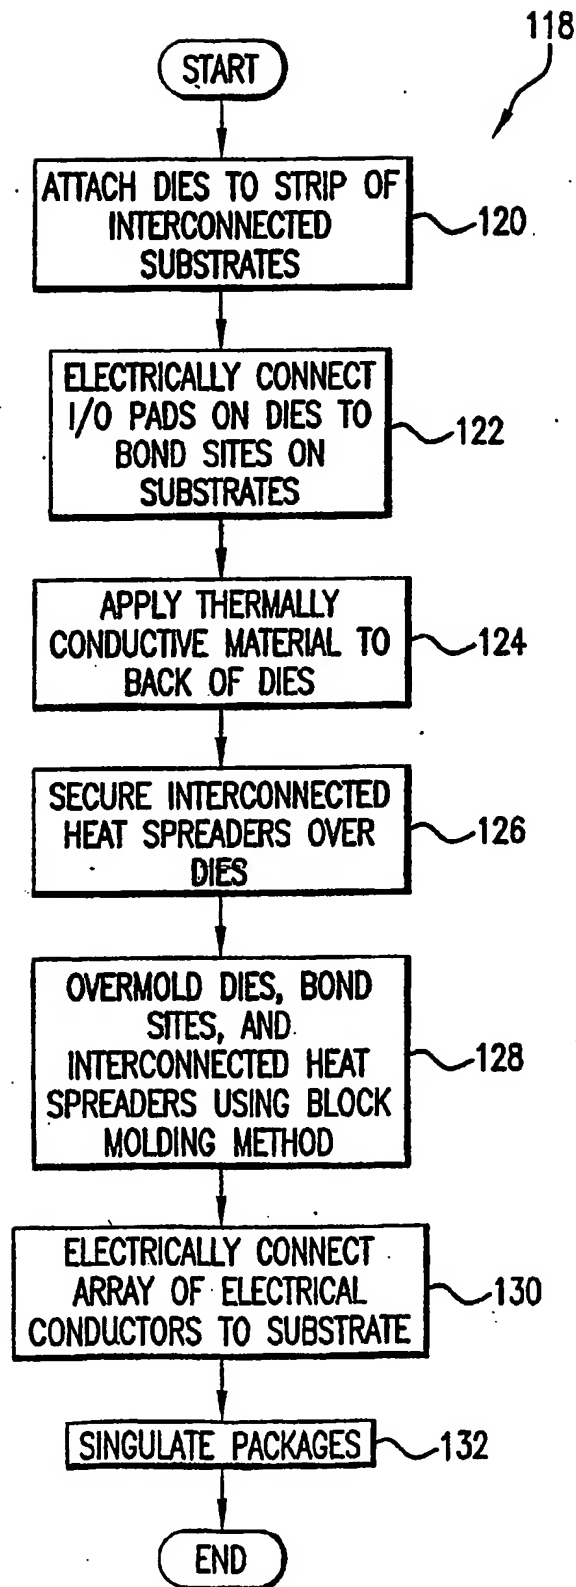 118
START
ATTACH DIES TO STRIP OF
INTERCONNECTED
SUBSTRATES
120
ELECTRICALLY CONNECT
I/O PADS ON DIES TO
BOND SITES ON
SUBSTRATES
122
APPLY THERMALLY
CONDUCTIVE MATERIAL TO
BACK OF DIES
124
SECURE INTERCONNECTED
HEAT SPREADERS OVER
DIES
126
OVERMOLD DIES, BOND
SITES, AND
INTERCONNECTED HEAT
SPREADERS USING BLOCK
MOLDING METHOD
128
ELECTRICALLY CONNECT
ARRAY OF ELECTRICAL
CONDUCTORS TO SUBSTRATE
130
SINGULATE PACKAGES
132
END